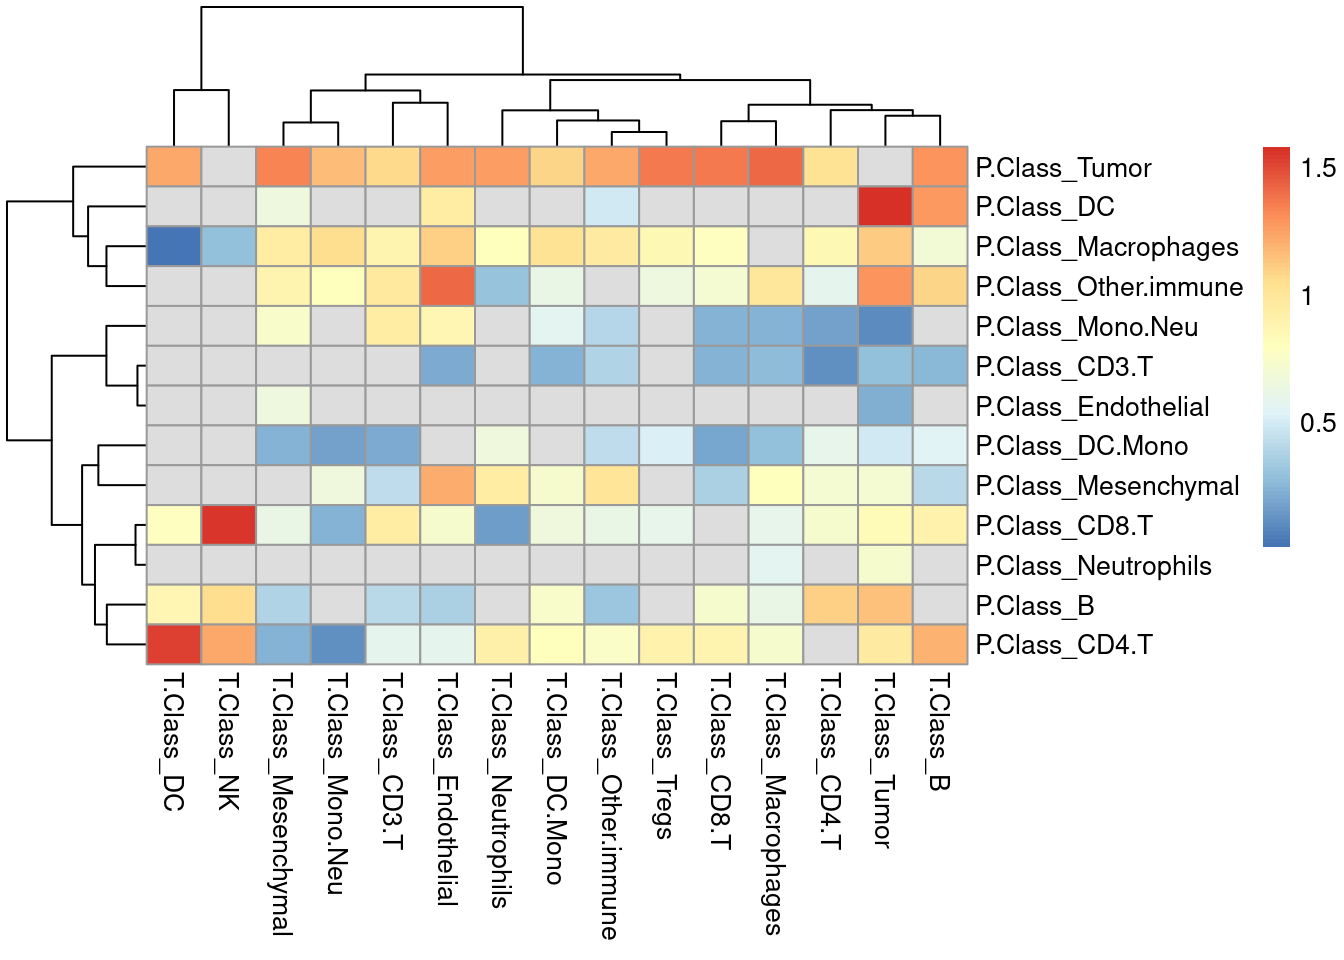 P.Class_Tumor
P.Class_DC
P.Class_Macrophages
P.Class_Other.immune
P.Class_Mono.Neu
P.Class_CD3.T
P.Class_Endothelial
P.Class_DC.Mono
P.Class_Mesenchymal
P.Class_CD8.T
P.Class_Neutrophils
P.Class_B
P.Class_CD4.T
1.5
1
0.5
T.Class_DC
T.Class_NK
T.Class_Mesenchymal
T.Class_Mono.Neu
T.Class_CD3.T
T.Class_Endothelial
T.Class_Neutrophils
T.Class_DC.Mono
T.Class_Other.immune
T.Class_Tregs
T.Class_CD8.T
T.Class_Macrophages
T.Class_CD4.T
T.Class_Tumor
T.Class_B